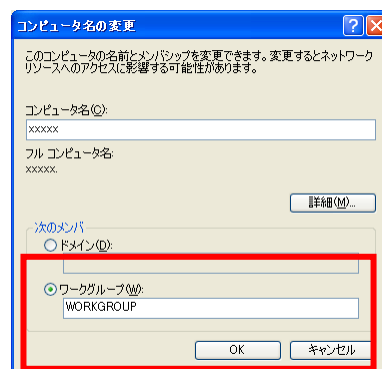 コンピュータ名の変更
このコンピュータの名前とメンバシップを変更できます。変更するとネットワーク
リソースへのアクセスに影響する可能性があります。
コンピュータ名(C):
xxxxx
フル コンピュータ名:
xxxxx.
詳細(M)...
次のメンバ
ドメイン(D):
ワークグループ(W):
WORKGROUP
OK キャンセル